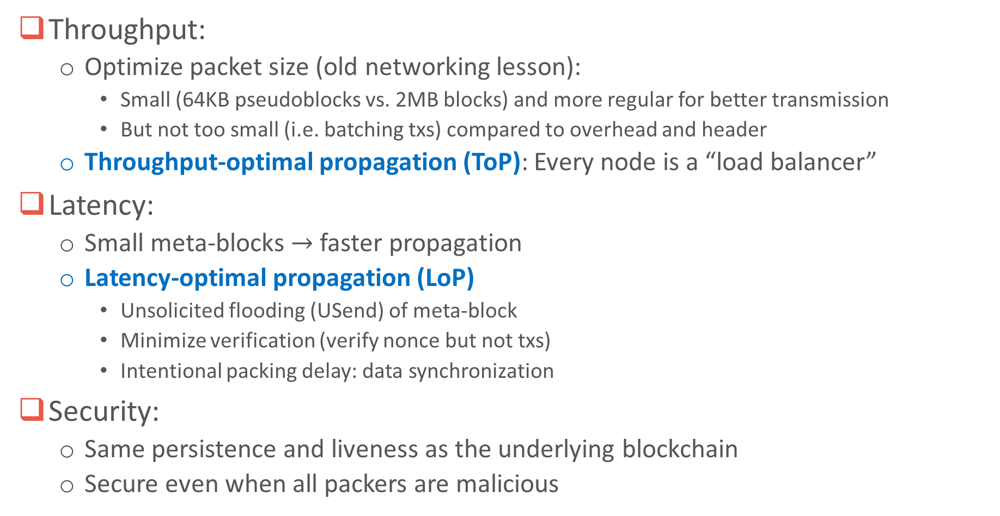 Throughput:
Optimize packet size (old networking lesson):
Small (64KB pseudoblocks vs. 2MB blocks) and more regular for better transmission
But not too small (i.e. batching txs) compared to overhead and header
Throughput-optimal propagation (ToP): Every node is a “load balancer”
Latency:
Small meta-blocks → faster propagation
Latency-optimal propagation (LoP)
Unsolicited flooding (USend) of meta-block
Minimize verification (verify nonce but not txs)
Intentional packing delay: data synchronization
Security:
Same persistence and liveness as the underlying blockchain
Secure even when all packers are malicious